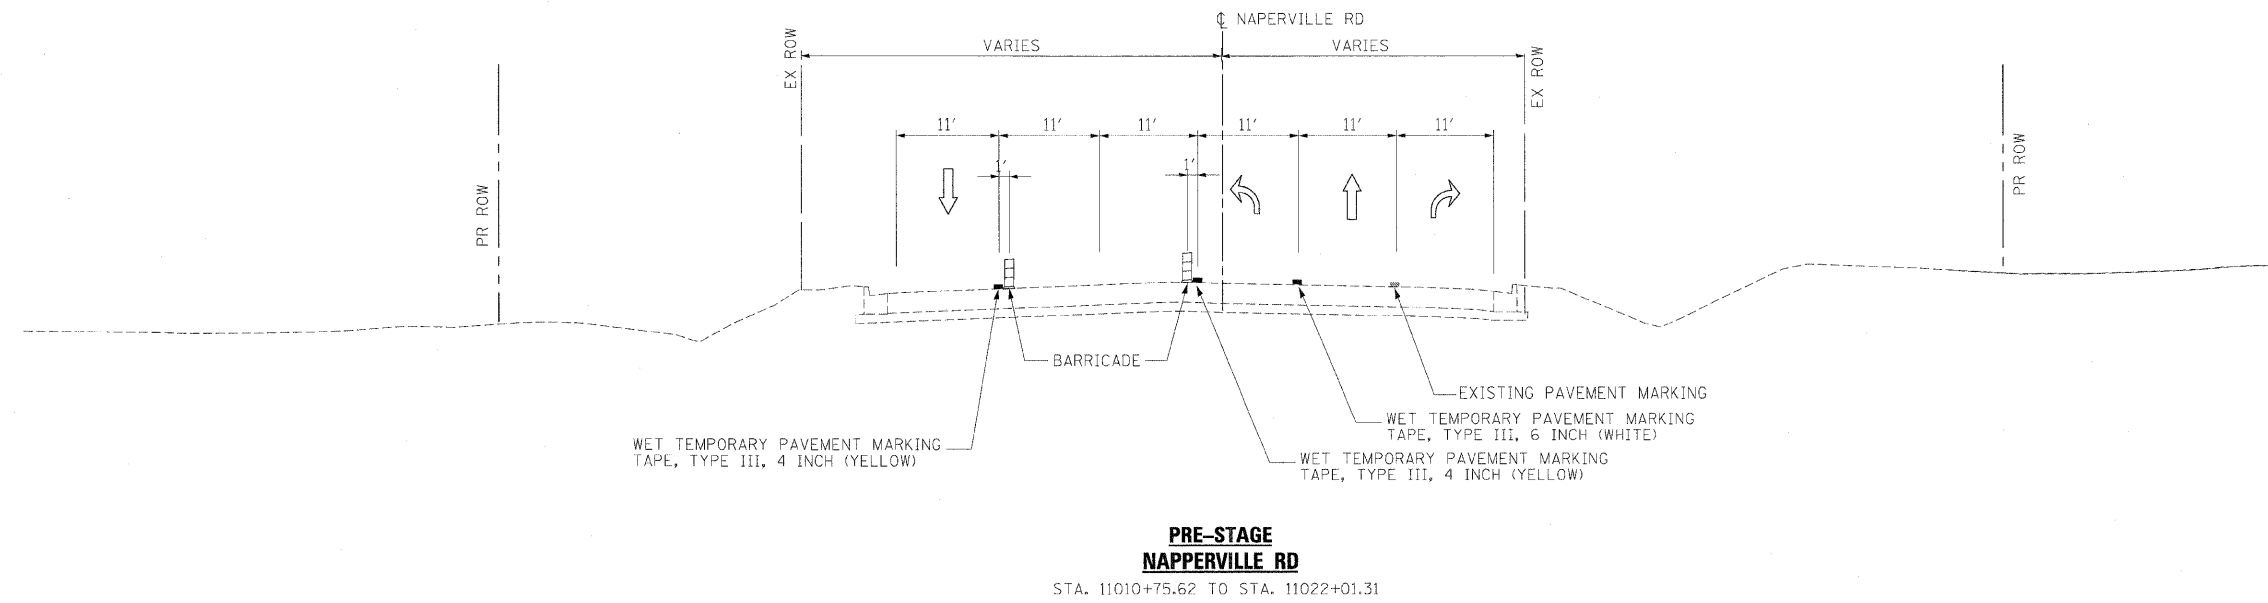 ℄ NAPERVILLE RD
VARIES
VARIES
EX ROW
EX ROW
PR ROW
PR ROW
11'
11'
11'
11'
11'
11'
1'
1'
BARRICADE
EXISTING PAVEMENT MARKING
WET TEMPORARY PAVEMENT MARKING
TAPE, TYPE III, 6 INCH (WHITE)
WET TEMPORARY PAVEMENT MARKING
TAPE, TYPE III, 4 INCH (YELLOW)
WET TEMPORARY PAVEMENT MARKING
TAPE, TYPE III, 4 INCH (YELLOW)
PRE-STAGE
NAPPERVILLE RD
STA. 11010+75.62 TO STA. 11022+01.31